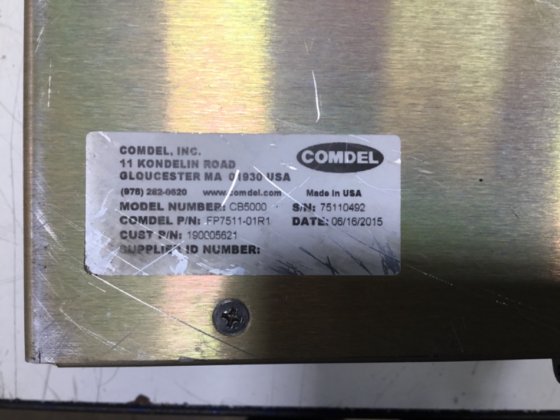 COMDEL, INC.
11 KONDELIN ROAD
GLOUCESTER MA 01930 USA
COMDEL
(978) 282-0620 www.comdel.com Made in USA
MODEL NUMBER: CB5000 S/N: 75110492
COMDEL P/N: FP7511-01R1 DATE: 06/16/2015
CUST P/N: 190005621
SUPPLIER ID NUMBER: